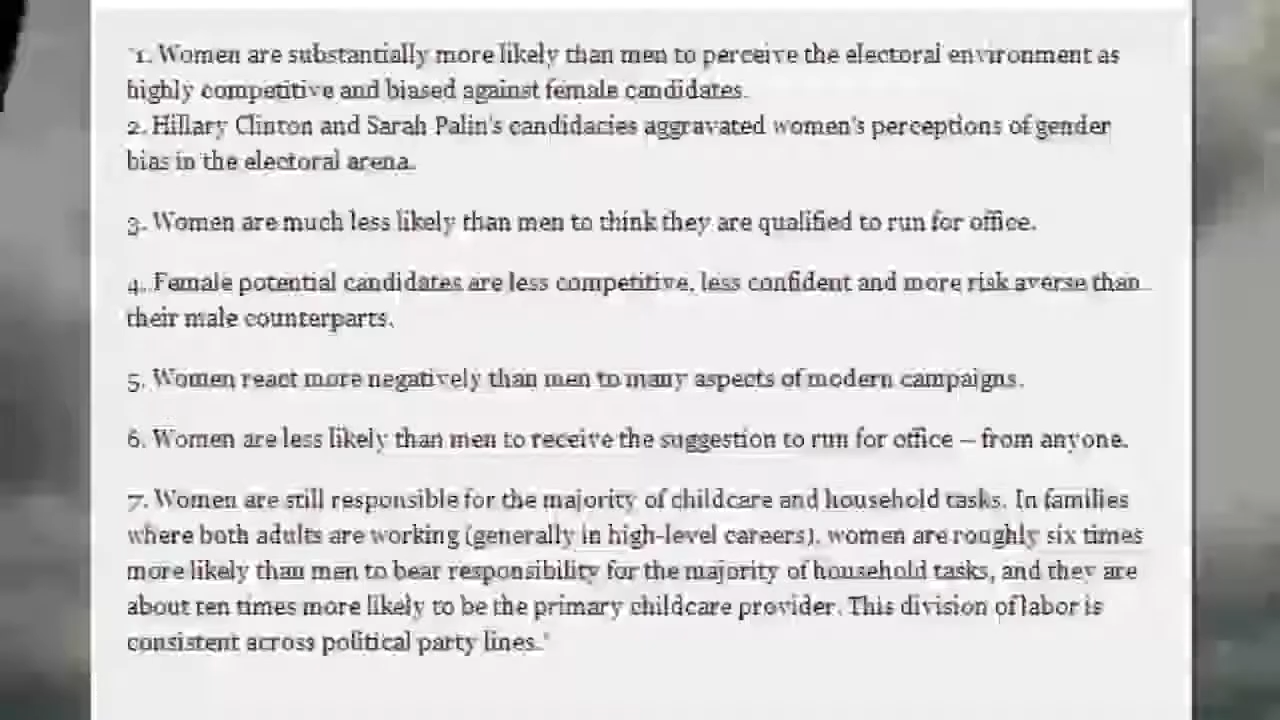 "1. Women are substantially more likely than men to perceive the electoral environment as
highly competitive and biased against female candidates.
2. Hillary Clinton and Sarah Palin's candidacies aggravated women's perceptions of gender
bias in the electoral arena.
3. Women are much less likely than men to think they are qualified to run for office.
4. Female potential candidates are less competitive, less confident and more risk averse than
their male counterparts.
5. Women react more negatively than men to many aspects of modern campaigns.
6. Women are less likely than men to receive the suggestion to run for office – from anyone.
7. Women are still responsible for the majority of childcare and household tasks. In families
where both adults are working (generally in high-level careers), women are roughly six times
more likely than men to bear responsibility for the majority of household tasks, and they are
about ten times more likely to be the primary childcare provider. This division of labor is
consistent across political party lines."